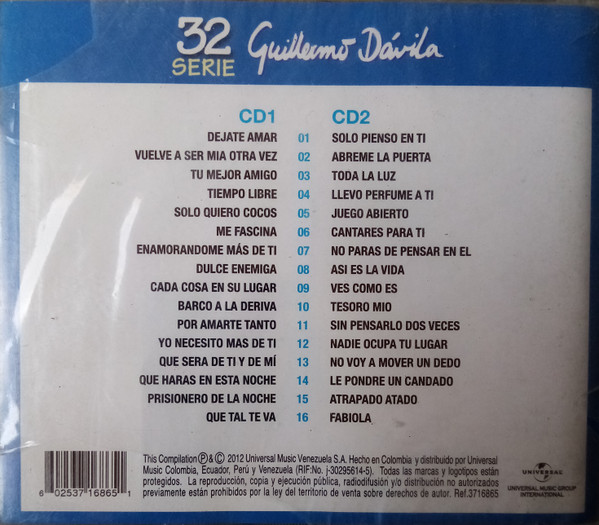 32 SERIE Guillermo Dávila
CD1 CD2
DEJATE AMAR 01 SOLO PIENSO EN TI
VUELVE A SER MIA OTRA VEZ 02 ABREME LA PUERTA
TU MEJOR AMIGO 03 TODA LA LUZ
TIEMPO LIBRE 04 LLEVO PERFUME A TI
SOLO QUIERO COCOS 05 JUEGO ABIERTO
ME FASCINA 06 CANTARES PARA TI
ENAMORANDOME MÁS DE TI 07 NO PARAS DE PENSAR EN EL
DULCE ENEMIGA 08 ASI ES LA VIDA
CADA COSA EN SU LUGAR 09 VES COMO ES
BARCO A LA DERIVA 10 TESORO MIO
POR AMARTE TANTO 11 SIN PENSARLO DOS VECES
YO NECESITO MAS DE TI 12 NADIE OCUPA TU LUGAR
QUE SERA DE TI Y DE MÍ 13 NO VOY A MOVER UN DEDO
QUE HARAS EN ESTA NOCHE 14 LE PONDRE UN CANDADO
PRISIONERO DE LA NOCHE 15 ATRAPADO ATADO
QUE TAL TE VA 16 FABIOLA
This Compilation Ⓟ & © 2012 Universal Music Venezuela S.A. Hecho en Colombia y distribuido por Universal
Music Colombia, Ecuador, Perú y Venezuela (RIF:No. j-30295614-5). Todas las marcas y logotipos están
protegidos. La reproducción, copia y ejecución pública, radiodifusión y/o distribución no autorizados
previamente están prohibidos por la ley del territorio de venta sobre derechos de autor. Ref.3716865
6 02537 16865 1
UNIVERSAL
UNIVERSAL MUSIC GROUP
INTERNATIONAL